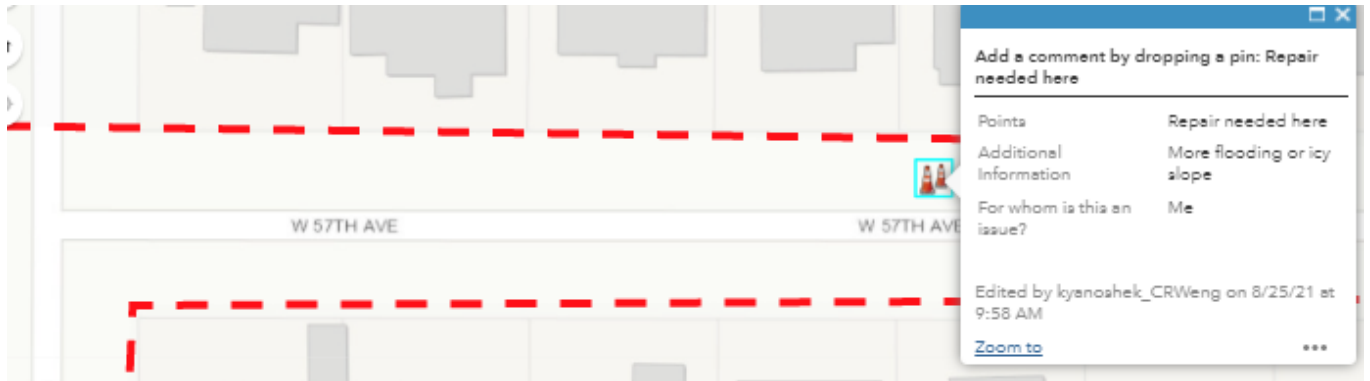 Add a comment by dropping a pin: Repair
needed here
Points Repair needed here
Additional More flooding or icy
Information slope
For whom is this an Me
issue?
W 57TH AVE W 57TH AVE
Edited by kyanoshek_CRWeng on 8/25/21 at
9:58 AM
Zoom to